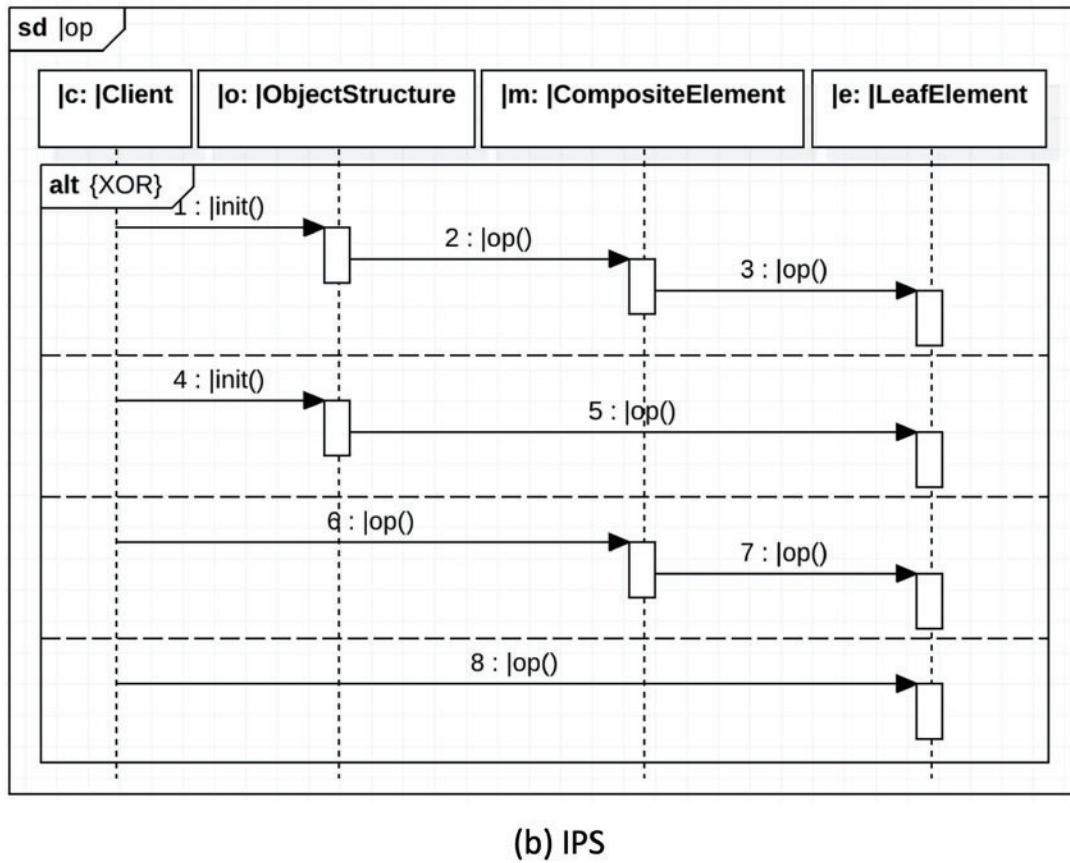 sd |op
|c: |Client
|o: |ObjectStructure
|m: |CompositeElement
|e: |LeafElement
alt {XOR}
1 : |init()
2 : |op()
3 : |op()
4 : |init()
5 : |op()
6 : |op()
7 : |op()
8 : |op()
(b) IPS